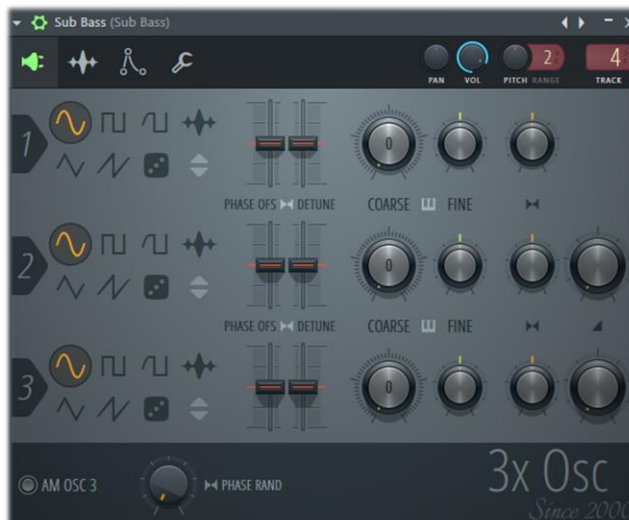 Sub Bass (Sub Bass)
2 4
PAN VOL PITCH RANGE TRACK
1
0
PHASE OFS DETUNE COARSE FINE
2
0
PHASE OFS DETUNE COARSE FINE
3
0
AM OSC 3 PHASE RAND 3x Osc
Since 2000